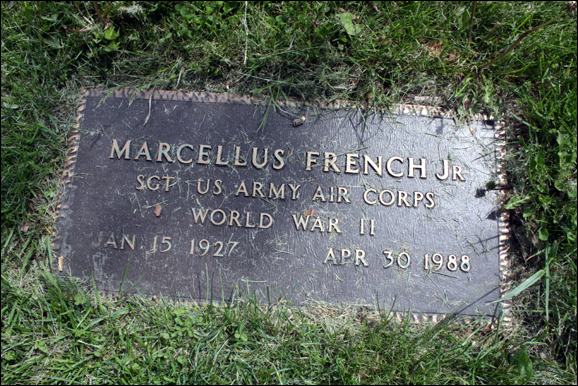 MARCELLUS FRENCH JR
SGT US ARMY AIR CORPS
WORLD WAR II
JAN 15 1927 APR 30 1988